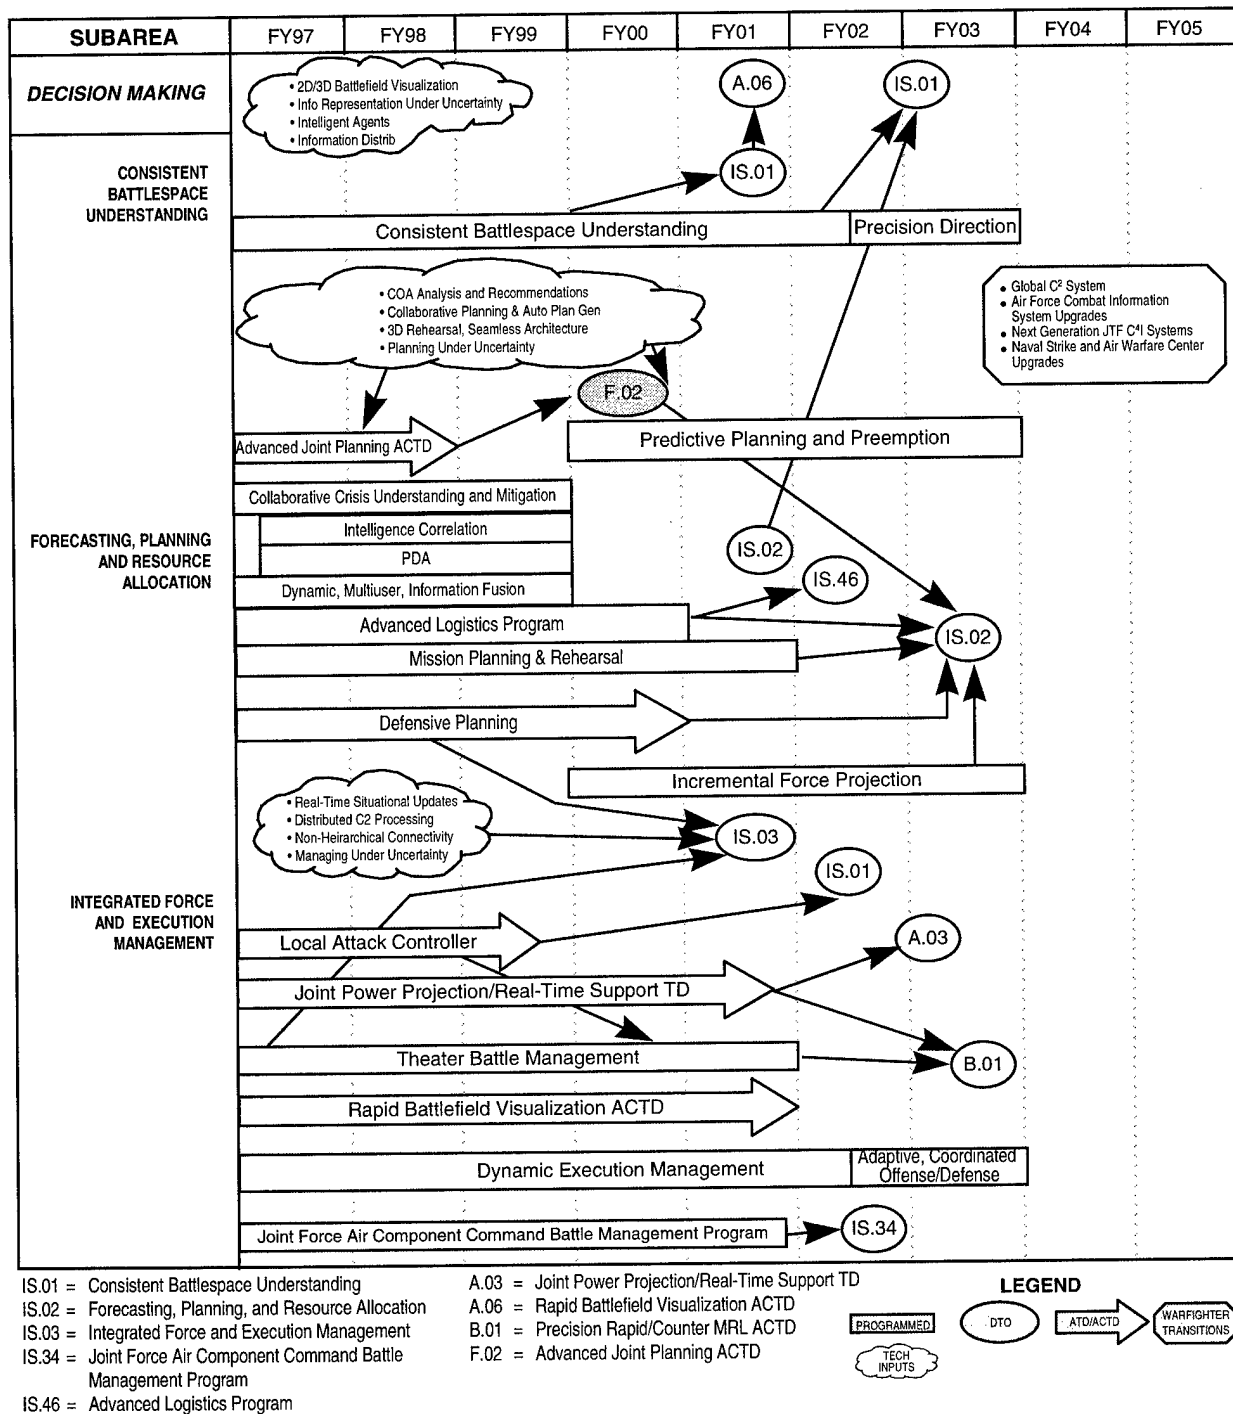 SUBAREA FY97 FY98 FY99 FY00 FY01 FY02 FY03 FY04 FY05
DECISION MAKING
• 2D/3D Battlefield Visualization
• Info Representation Under Uncertainty
• Intelligent Agents
• Information Distrib
A.06
IS.01
IS.01
CONSISTENT
BATTLESPACE
UNDERSTANDING
Consistent Battlespace Understanding
Precision Direction
• COA Analysis and Recommendations
• Collaborative Planning & Auto Plan Gen
• 3D Rehearsal, Seamless Architecture
• Planning Under Uncertainty
• Global C² System
• Air Force Combat Information
System Upgrades
• Next Generation JTF C⁴I Systems
• Naval Strike and Air Warfare Center
Upgrades
F.02
Advanced Joint Planning ACTD
Predictive Planning and Preemption
Collaborative Crisis Understanding and Mitigation
Intelligence Correlation
PDA
Dynamic, Multiuser, Information Fusion
FORECASTING, PLANNING
AND RESOURCE
ALLOCATION
IS.02
IS.46
Advanced Logistics Program
IS.02
Mission Planning & Rehearsal
Defensive Planning
Incremental Force Projection
• Real-Time Situational Updates
• Distributed C2 Processing
• Non-Heirarchical Connectivity
• Managing Under Uncertainty
IS.03
IS.01
INTEGRATED FORCE
AND EXECUTION
MANAGEMENT
Local Attack Controller
A.03
Joint Power Projection/Real-Time Support TD
Theater Battle Management
B.01
Rapid Battlefield Visualization ACTD
Dynamic Execution Management
Adaptive, Coordinated
Offense/Defense
Joint Force Air Component Command Battle Management Program
IS.34
IS.01 = Consistent Battlespace Understanding
IS.02 = Forecasting, Planning, and Resource Allocation
IS.03 = Integrated Force and Execution Management
IS.34 = Joint Force Air Component Command Battle
Management Program
IS.46 = Advanced Logistics Program
A.03 = Joint Power Projection/Real-Time Support TD
A.06 = Rapid Battlefield Visualization ACTD
B.01 = Precision Rapid/Counter MRL ACTD
F.02 = Advanced Joint Planning ACTD
LEGEND
PROGRAMMED
DTO
ATD/ACTD
WARFIGHTER
TRANSITIONS
TECH
INPUTS